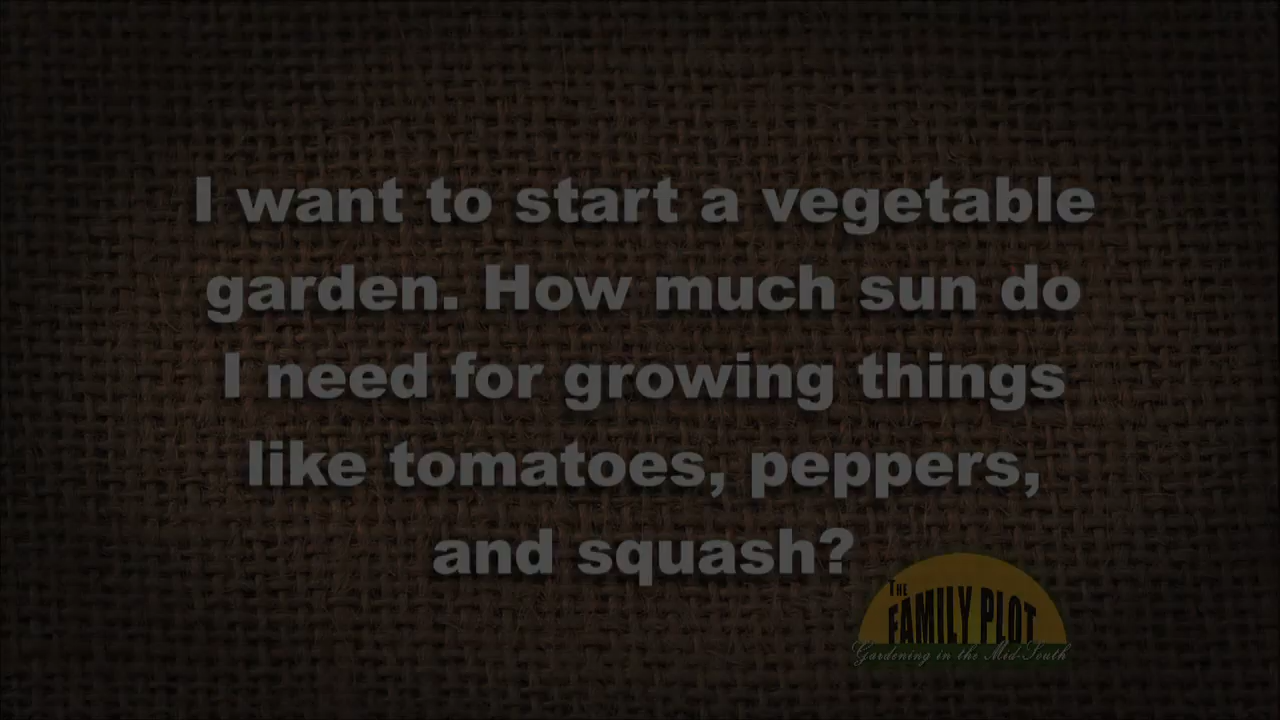 I want to start a vegetable
garden. How much sun do
I need for growing things
like tomatoes, peppers,
and squash?
THE
FAMILY PLOT
Gardening in the Mid-South